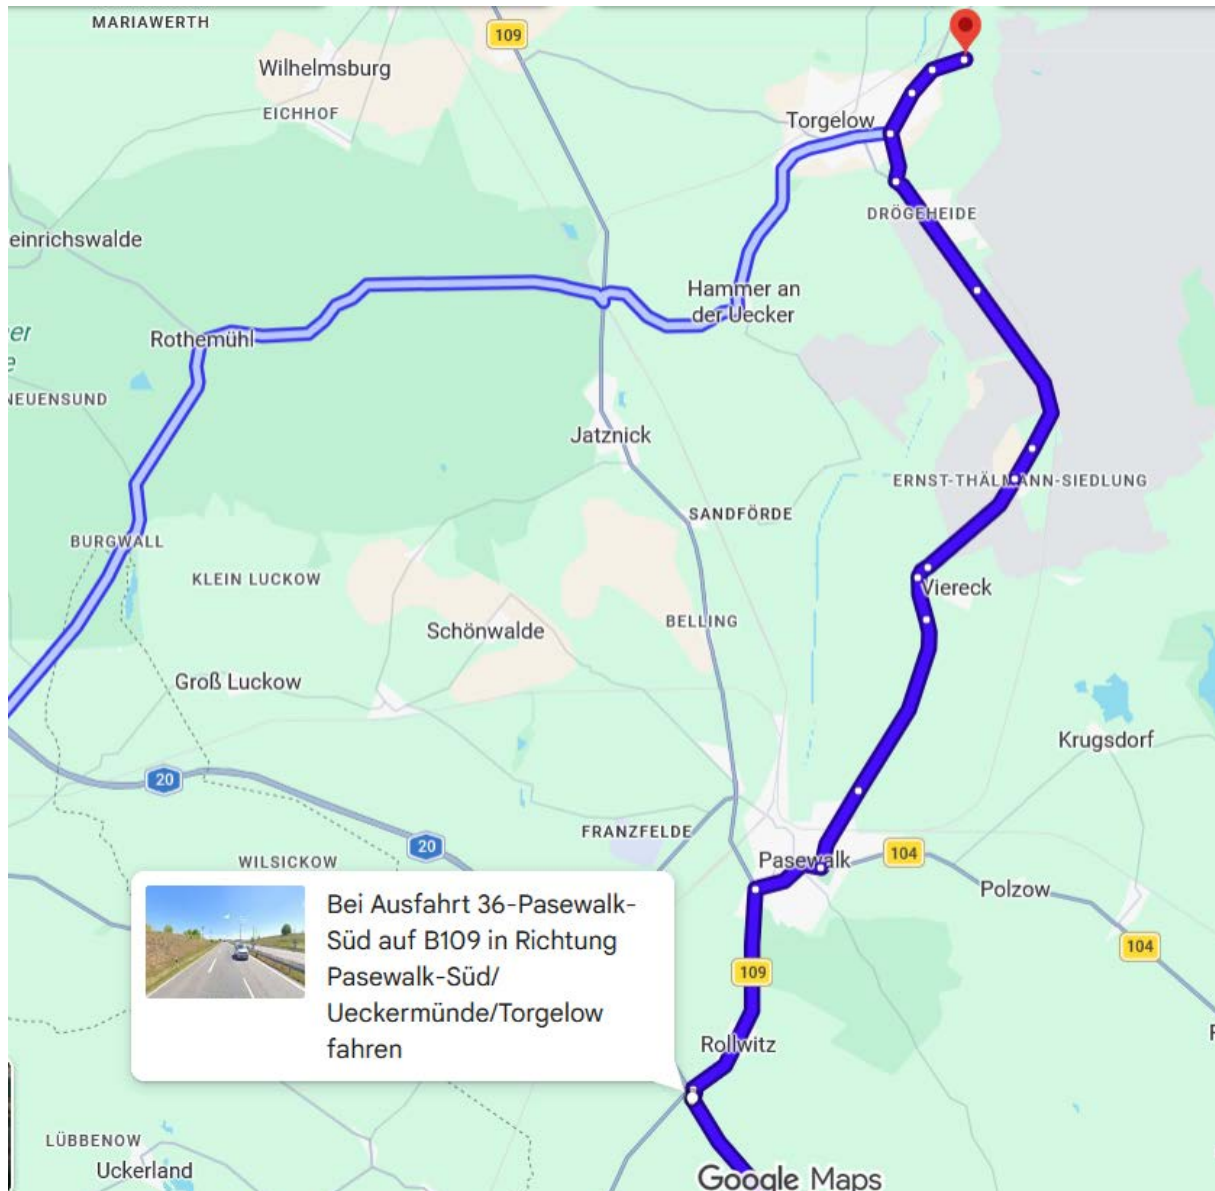 MARIAWERTH
109
Wilhelmsburg
EICHHOF
Torgelow
DRÖGEHEIDE
einrichswalde
Hammer an
der Uecker
er
e
Rothemühl
NEUENSUND
Jatznick
ERNST-THÄLMANN-SIEDLUNG
SANDFÖRDE
BURGWALL
KLEIN LUCKOW
Viereck
BELLING
Schönwalde
Groß Luckow
Krugsdorf
20
FRANZFELDE
20
WILSICKOW
Pasewalk
104
Polzow
Bei Ausfahrt 36-Pasewalk-
Süd auf B109 in Richtung
Pasewalk-Süd/
Ueckermünde/Torgelow
fahren
104
109
Rollwitz
LÜBBENOW
Uckerland
Google Maps